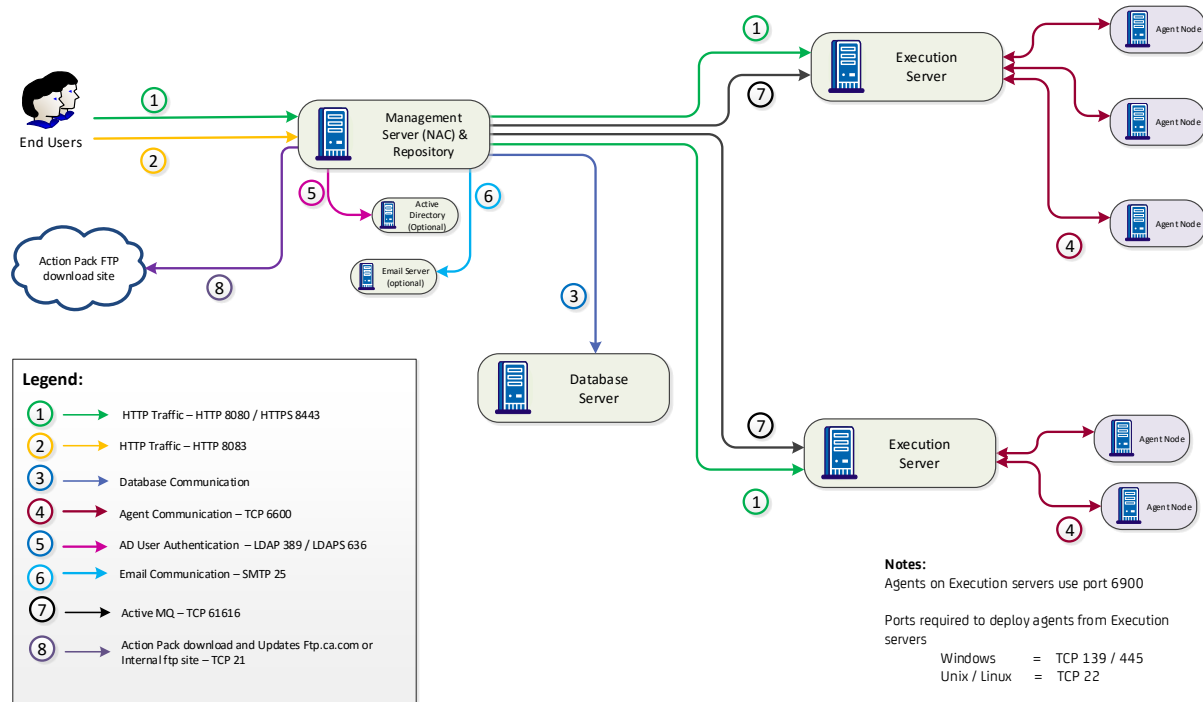 1
Execution
Server
Agent Node
7
1
End Users
2
Management
Server (NAC) &
Repository
Agent Node
5
6
Active
Directory
(Optional)
Agent Node
4
Action Pack FTP
download site
8
Email Server
(optional)
3
Database
Server
Legend:
1 HTTP Traffic – HTTP 8080 / HTTPS 8443
2 HTTP Traffic – HTTP 8083
3 Database Communication
4 Agent Communication – TCP 6600
5 AD User Authentication – LDAP 389 / LDAPS 636
6 Email Communication – SMTP 25
7 Active MQ – TCP 61616
8 Action Pack download and Updates Ftp.ca.com or
Internal ftp site – TCP 21
7
Execution
Server
1
Agent Node
Agent Node
4
Notes:
Agents on Execution servers use port 6900
Ports required to deploy agents from Execution
servers
Windows = TCP 139 / 445
Unix / Linux = TCP 22